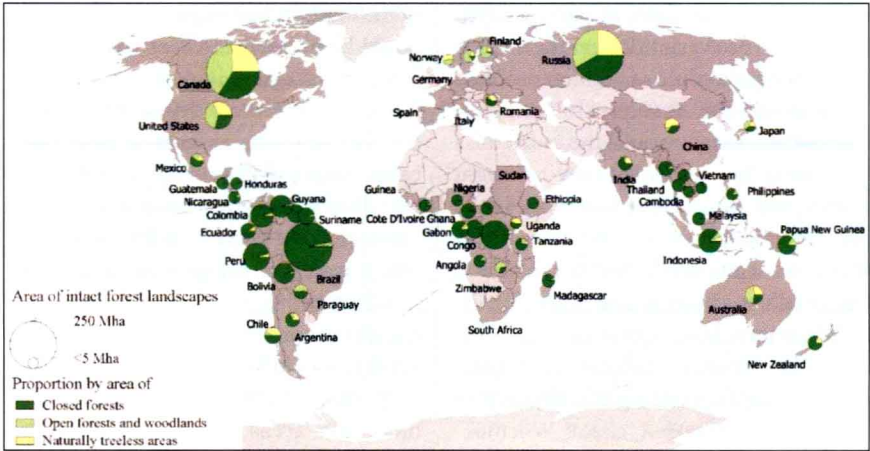 Finland
Norway
Russia
Canada
Germany
Romania
Spain
Italy
United States
Japan
China
Mexico
India
Vietnam
Honduras
Sudan
Guatemala
Guinea
Nigeria
Ethiopia
Thailand
Philippines
Nicaragua
Guyana
Cambodia
Colombia
Suriname
Cote D'Ivoire Ghana
Uganda
Malaysia
Papua New Guinea
Ecuador
Gabon
Congo
Tanzania
Peru
Angola
Indonesia
Brazil
Bolivia
Zimbabwe
Madagascar
Paraguay
Australia
Chile
South Africa
Argentina
New Zealand
Area of intact forest landscapes
250 Mha
<5 Mha
Proportion by area of
Closed forests
Open forests and woodlands
Naturally treeless areas